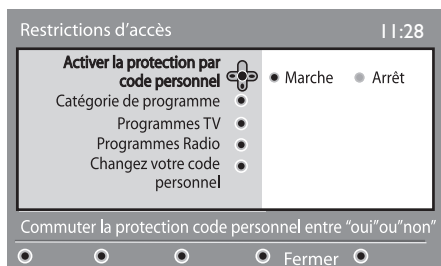 Restrictions d'accès 11:28
Activer la protection par
code personnel
Marche Arrêt
Catégorie de programme
Programmes TV
Programmes Radio
Changez votre code
personnel
Commuter la protection code personnel entre "oui"ou"non"
Fermer